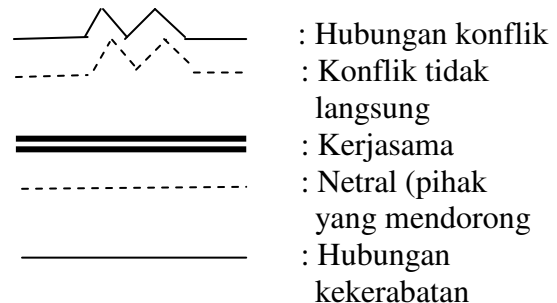 : Hubungan konflik
: Konflik tidak
langsung
: Kerjasama
: Netral (pihak
yang mendorong
: Hubungan
kekerabatan